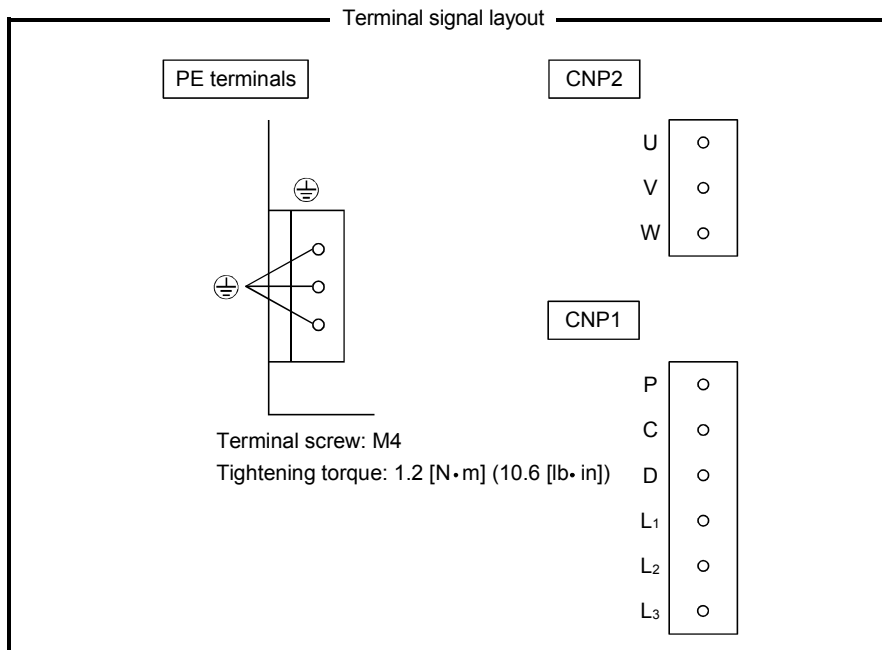 Terminal signal layout
PE terminals
Terminal screw: M4
Tightening torque: 1.2 [N•m] (10.6 [lb• in])
CNP2
U
V
W
CNP1
P
C
D
L1
L2
L3